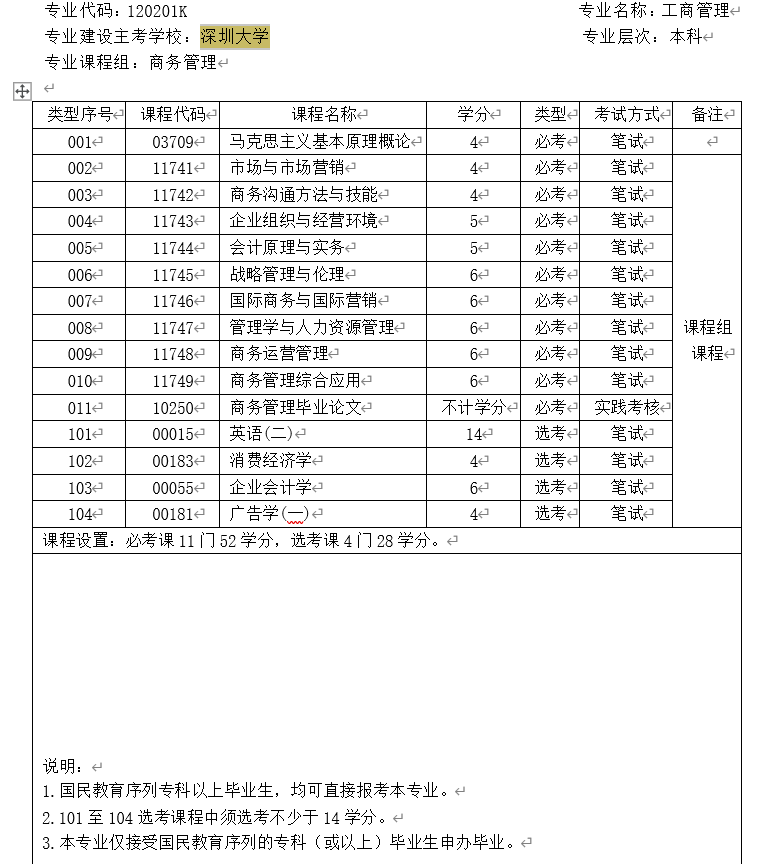 专业代码：120201K 专业名称：工商管理
专业建设主考学校：深圳大学 专业层次：本科
专业课程组：商务管理
类型序号 课程代码 课程名称 学分 类型 考试方式 备注
001 03709 马克思主义基本原理概论 4 必考 笔试
002 11741 市场与市场营销 4 必考 笔试
003 11742 商务沟通方法与技能 4 必考 笔试
004 11743 企业组织与经营环境 5 必考 笔试
005 11744 会计原理与实务 5 必考 笔试
006 11745 战略管理与伦理 6 必考 笔试
007 11746 国际商务与国际营销 6 必考 笔试
008 11747 管理学与人力资源管理 6 必考 笔试 课程组
009 11748 商务运营管理 6 必考 笔试 课程
010 11749 商务管理综合应用 6 必考 笔试
011 10250 商务管理毕业论文 不计学分 必考 实践考核
101 00015 英语(二) 14 选考 笔试
102 00183 消费经济学 4 选考 笔试
103 00055 企业会计学 6 选考 笔试
104 00181 广告学(一) 4 选考 笔试
课程设置：必考课 11 门 52 学分，选考课 4 门 28 学分。
说明：
1.国民教育序列专科以上毕业生，均可直接报考本专业。
2.101 至 104 选考课程中须选考不少于 14 学分。
3.本专业仅接受国民教育序列的专科（或以上）毕业生申办毕业。